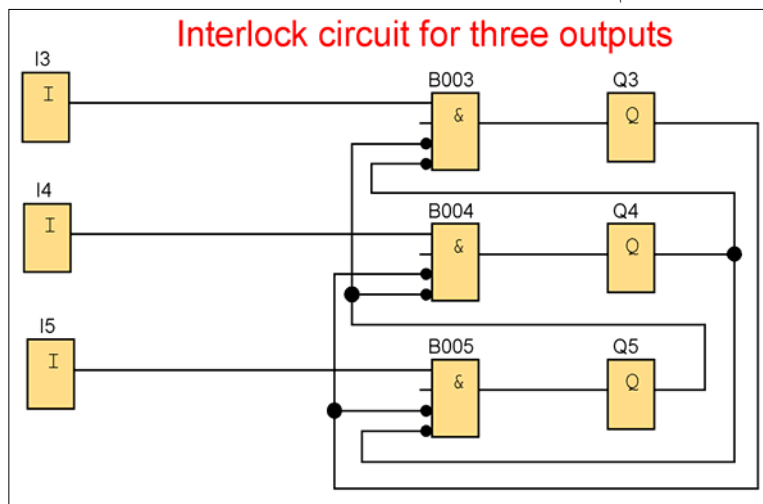 Interlock circuit for three outputs
I3
I
B003
&
Q3
Q
I4
I
B004
&
Q4
Q
I5
I
B005
&
Q5
Q